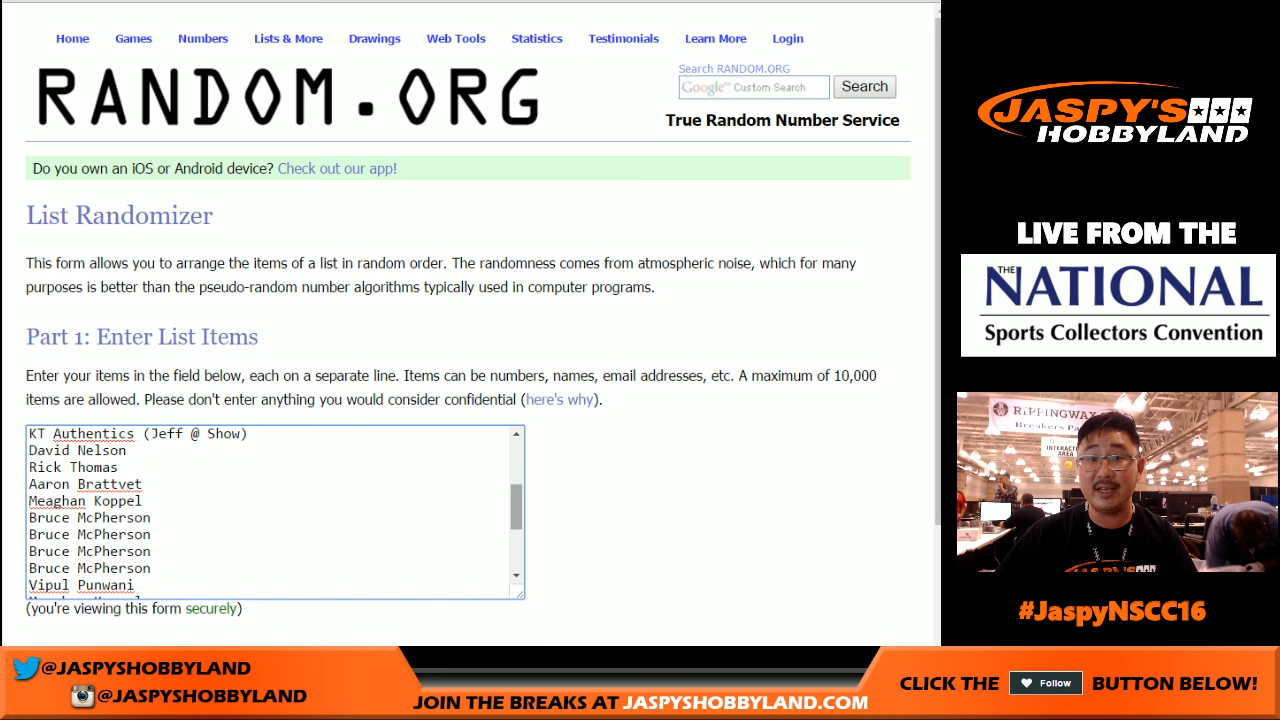 Home Games Numbers Lists & More Drawings Web Tools Statistics Testimonials Learn More Login
RANDOM.ORG
Search RANDOM.ORG
Google™ Custom Search Search
True Random Number Service
Do you own an iOS or Android device? Check out our app!
List Randomizer
This form allows you to arrange the items of a list in random order. The randomness comes from atmospheric noise, which for many
purposes is better than the pseudo-random number algorithms typically used in computer programs.
Part 1: Enter List Items
Enter your items in the field below, each on a separate line. Items can be numbers, names, email addresses, etc. A maximum of 10,000
items are allowed. Please don't enter anything you would consider confidential (here's why).
KT Authentics (Jeff @ Show)
David Nelson
Rick Thomas
Aaron Brattvet
Meaghan Koppel
Bruce McPherson
Bruce McPherson
Bruce McPherson
Bruce McPherson
Vipul Punwani
(you're viewing this form securely)
JASPY'S
HOBBYLAND
LIVE FROM THE
THE NATIONAL
Sports Collectors Convention
Breakers
INTERACTIVE
AREA
JASPY'S
#JaspyNSCC16
@JASPYSHOBBYLAND
@JASPYSHOBBYLAND
JOIN THE BREAKS AT JASPYSHOBBYLAND.COM
CLICK THE Follow BUTTON BELOW!